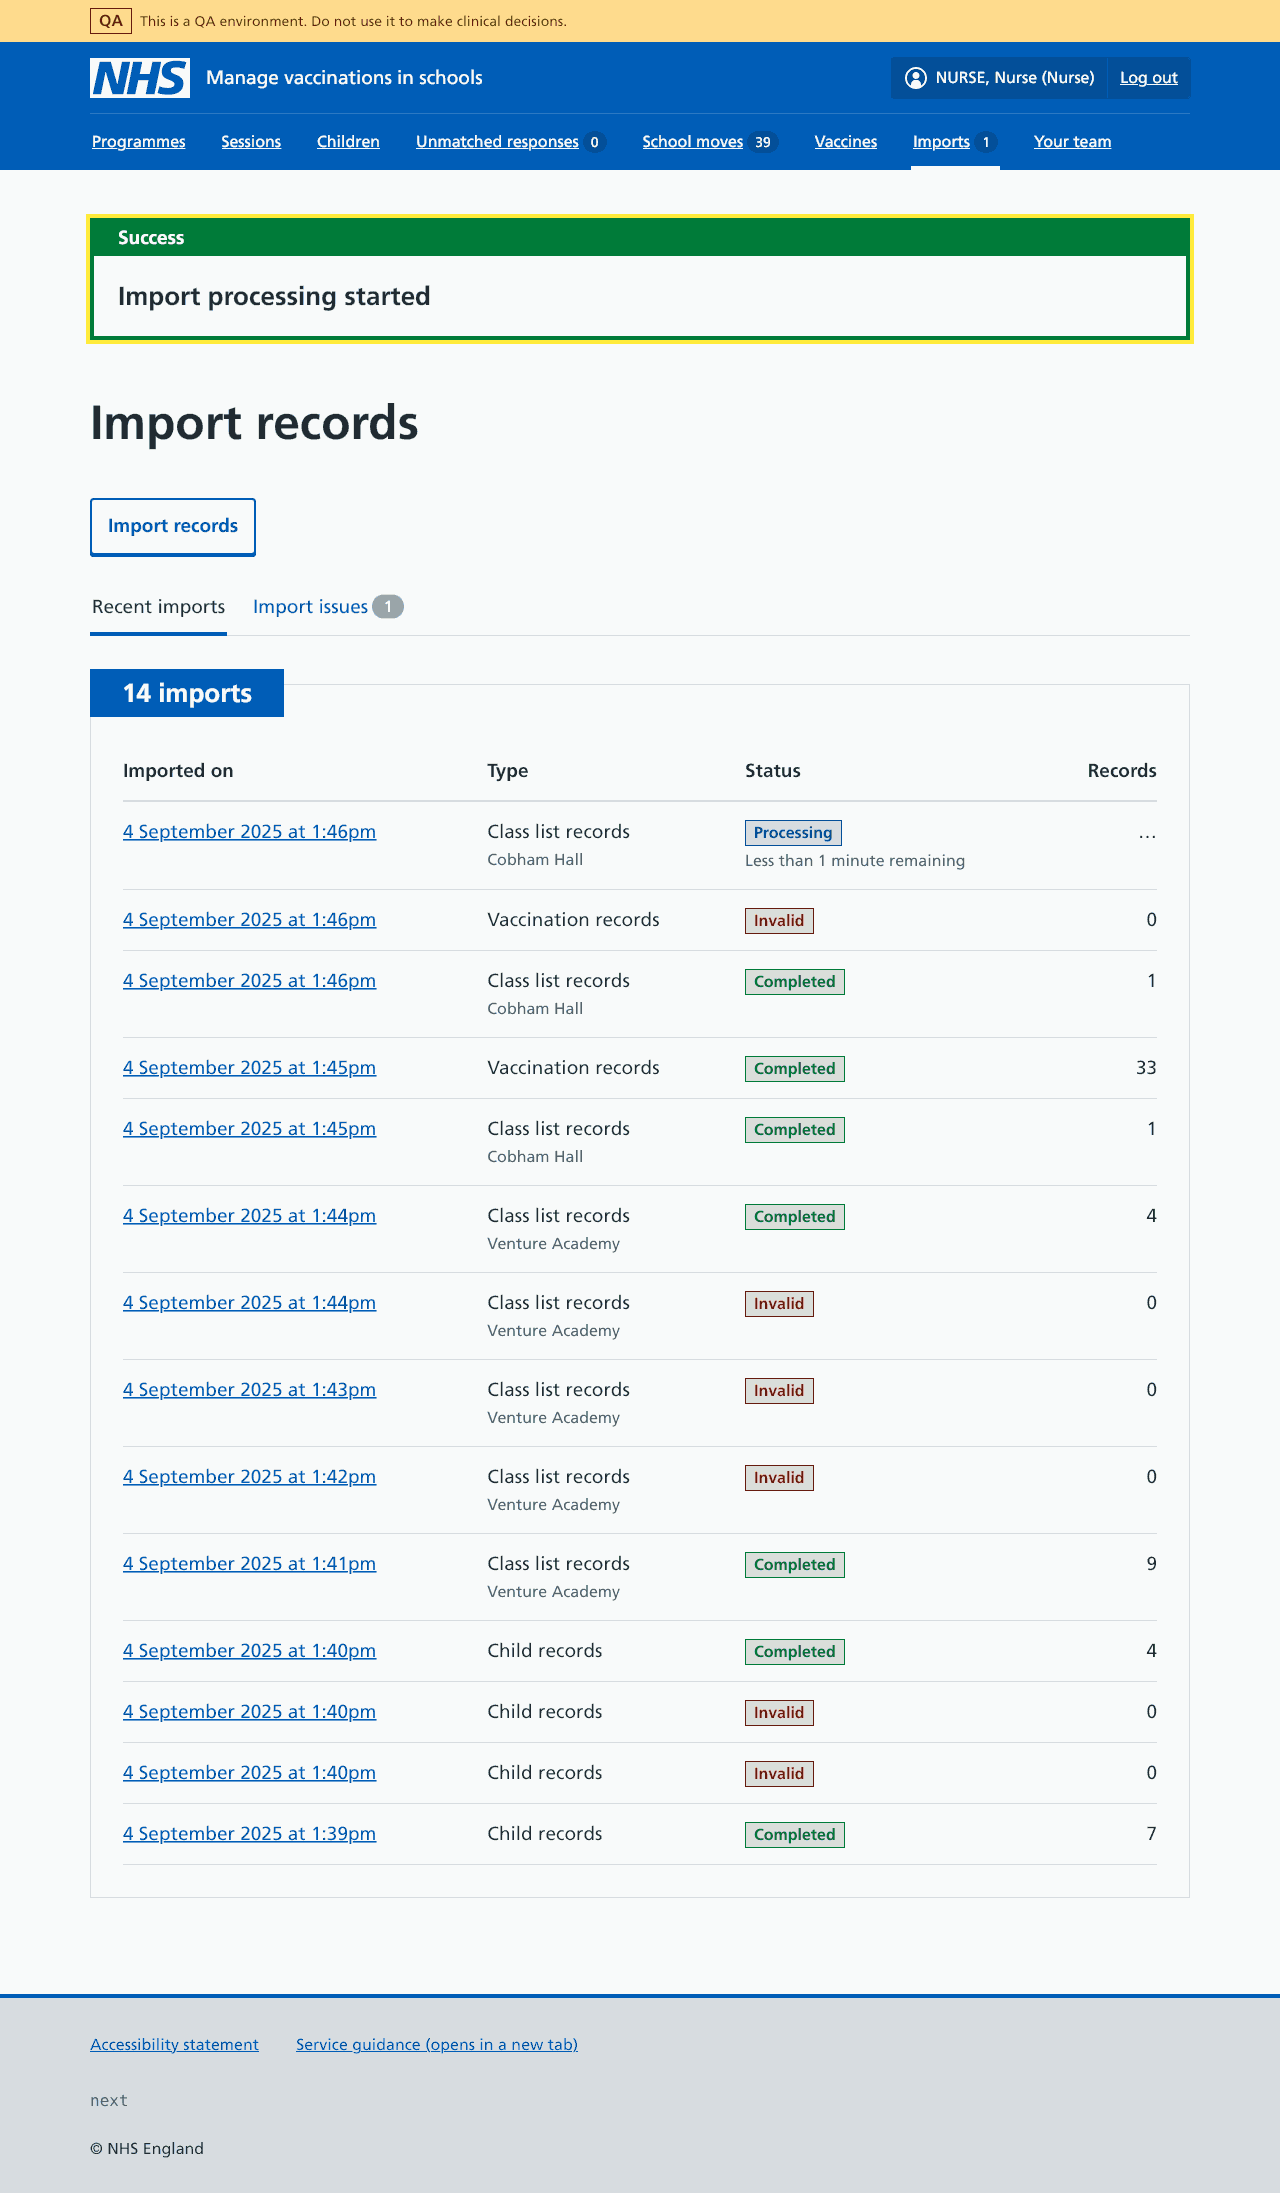 QA This is a QA environment. Do not use it to make clinical decisions.
NHS Manage vaccinations in schools NURSE, Nurse (Nurse) Log out
Programmes Sessions Children Unmatched responses 0 School moves 39 Vaccines Imports 1 Your team
Success
Import processing started
Import records
Import records
Recent imports Import issues 1
14 imports
Imported on Type Status Records
4 September 2025 at 1:46pm Class list records Processing ...
Cobham Hall Less than 1 minute remaining
4 September 2025 at 1:46pm Vaccination records Invalid 0
4 September 2025 at 1:46pm Class list records Completed 1
Cobham Hall
4 September 2025 at 1:45pm Vaccination records Completed 33
4 September 2025 at 1:45pm Class list records Completed 1
Cobham Hall
4 September 2025 at 1:44pm Class list records Completed 4
Venture Academy
4 September 2025 at 1:44pm Class list records Invalid 0
Venture Academy
4 September 2025 at 1:43pm Class list records Invalid 0
Venture Academy
4 September 2025 at 1:42pm Class list records Invalid 0
Venture Academy
4 September 2025 at 1:41pm Class list records Completed 9
Venture Academy
4 September 2025 at 1:40pm Child records Completed 4
4 September 2025 at 1:40pm Child records Invalid 0
4 September 2025 at 1:40pm Child records Invalid 0
4 September 2025 at 1:39pm Child records Completed 7
Accessibility statement Service guidance (opens in a new tab)
next
© NHS England